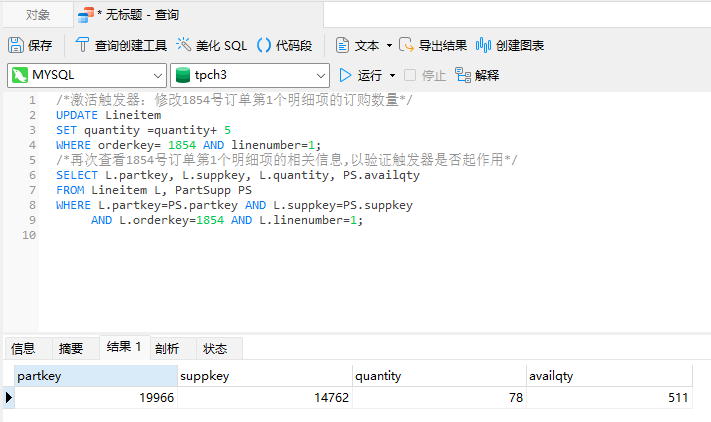 对象 * 无标题 - 查询
保存 查询创建工具 美化 SQL 代码段 文本 导出结果 创建图表
MYSQL tpch3 运行 停止 解释
1 /*激活触发器: 修改1854号订单第1个明细项的订购数量*/
2 UPDATE Lineitem
3 SET quantity =quantity+ 5
4 WHERE orderkey= 1854 AND linenumber=1;
5 /*再次查看1854号订单第1个明细项的相关信息,以验证触发器是否起作用*/
6 SELECT L.partkey, L.suppkey, L.quantity, PS.availqty
7 FROM Lineitem L, PartSupp PS
8 WHERE L.partkey=PS.partkey AND L.suppkey=PS.suppkey
9 AND L.orderkey=1854 AND L.linenumber=1;
10
信息 摘要 结果 1 剖析 状态
partkey suppkey quantity availqty
19966 14762 78 511